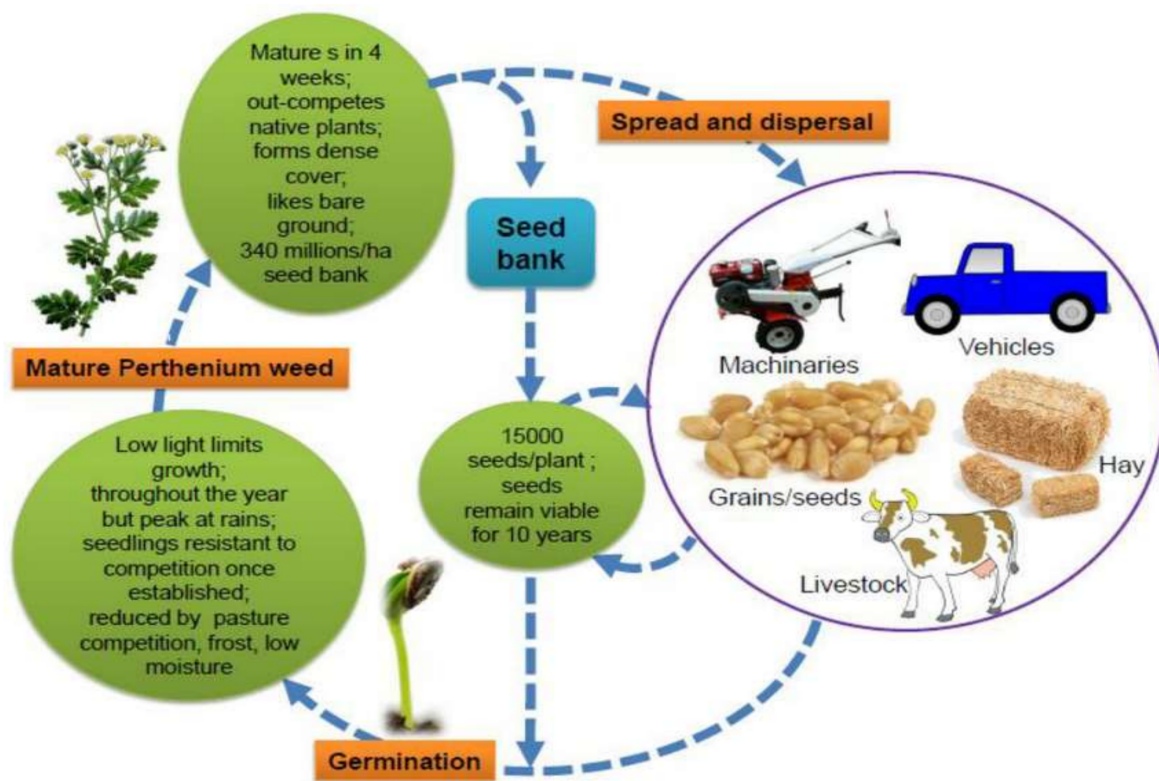 Mature s in 4
weeks;
out-competes
native plants;
forms dense
cover;
likes bare
ground;
340 millions/ha
seed bank
Spread and dispersal
Seed
bank
Machinaries
Vehicles
Mature Perthenium weed
15000
seeds/plant ;
seeds
remain viable
for 10 years
Grains/seeds
Hay
Livestock
Low light limits
growth;
throughout the year
but peak at rains;
seedlings resistant to
competition once
established;
reduced by pasture
competition, frost, low
moisture
Germination